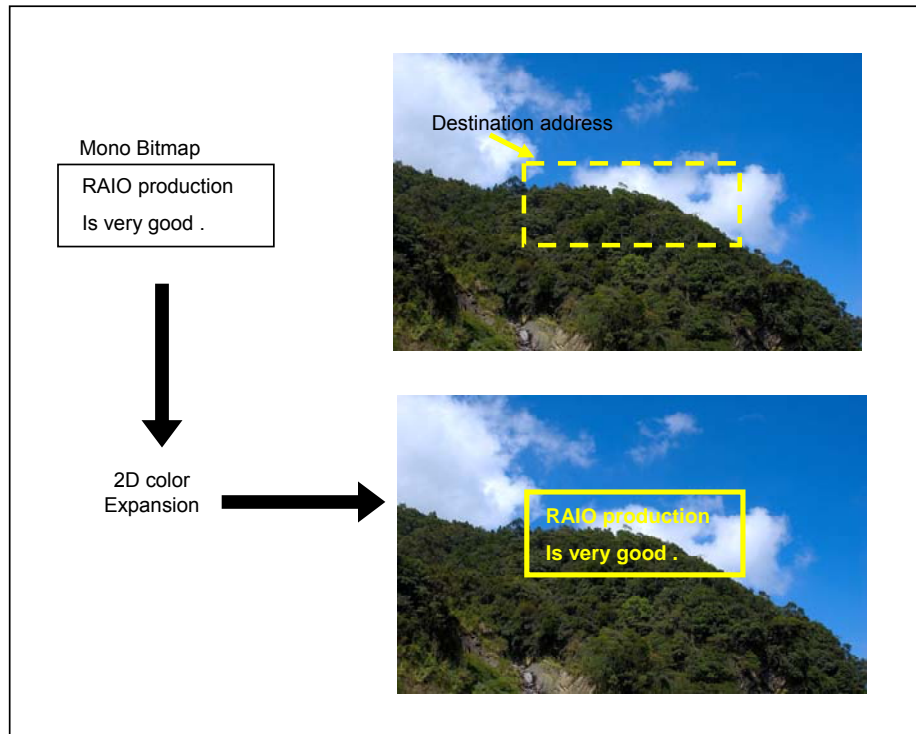 Mono Bitmap
RAIO production
Is very good .
Destination address
2D color
Expansion
RAIO production
Is very good .